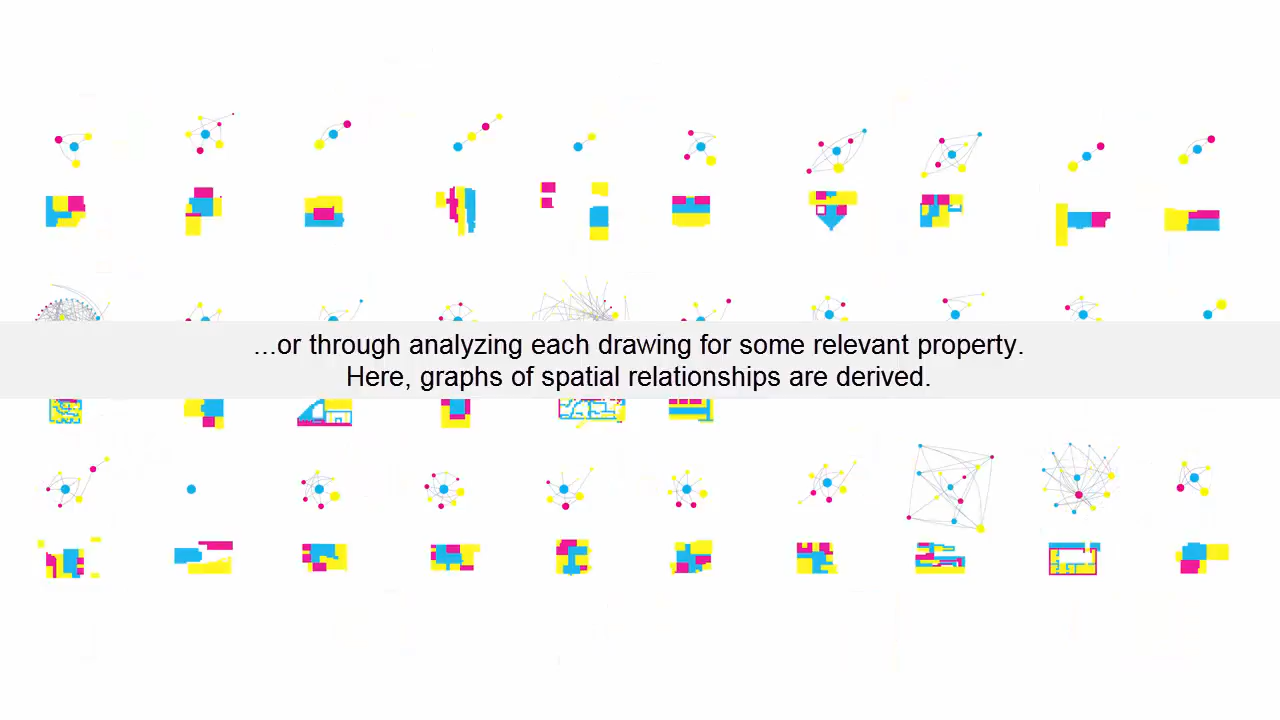 ...or through analyzing each drawing for some relevant property.
Here, graphs of spatial relationships are derived.